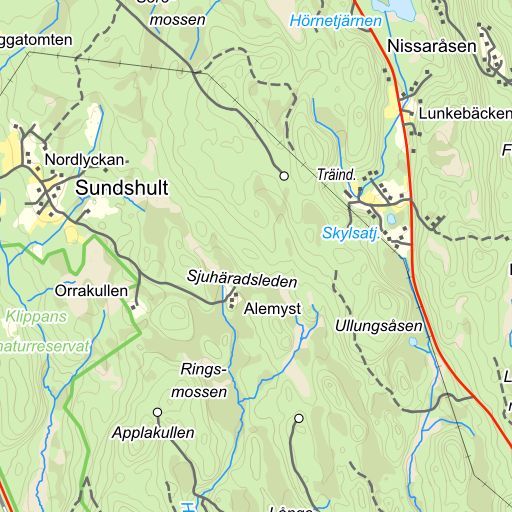 mossen
Hörnetjärnen
ggatomten
Nissaråsen
Lunkebäcken
Nordlyckan
Sundshult
Träind.
Skylsatj.
Sjuhäradsleden
Orrakullen
Alemyst
Klippans
naturreservat
Ullungsåsen
Rings-
mossen
Applakullen